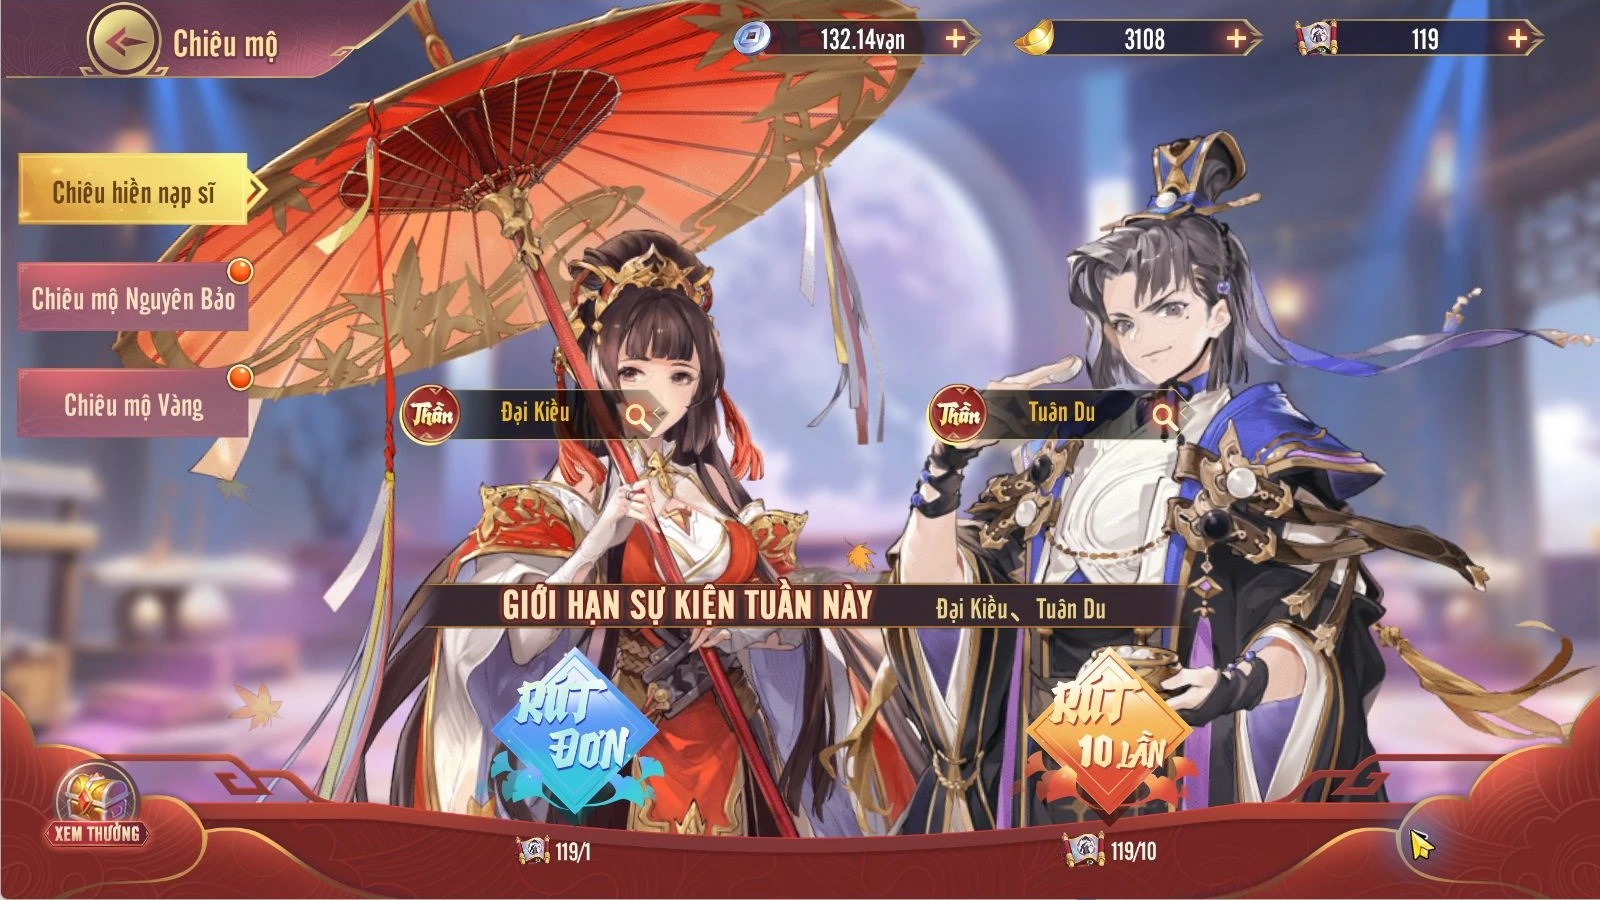 Chiêu mộ
132.14vạn
3108
119
Chiêu hiền nạp sĩ
Chiêu mộ Nguyên Bảo
Chiêu mộ Vàng
Thần
Đại Kiều
Thần
Tuân Du
GIỚI HẠN SỰ KIỆN TUẦN NÀY
Đại Kiều、 Tuân Du
RÚT
ĐƠN
RÚT
10 LẦN
XEM THƯỞNG
119/1
119/10